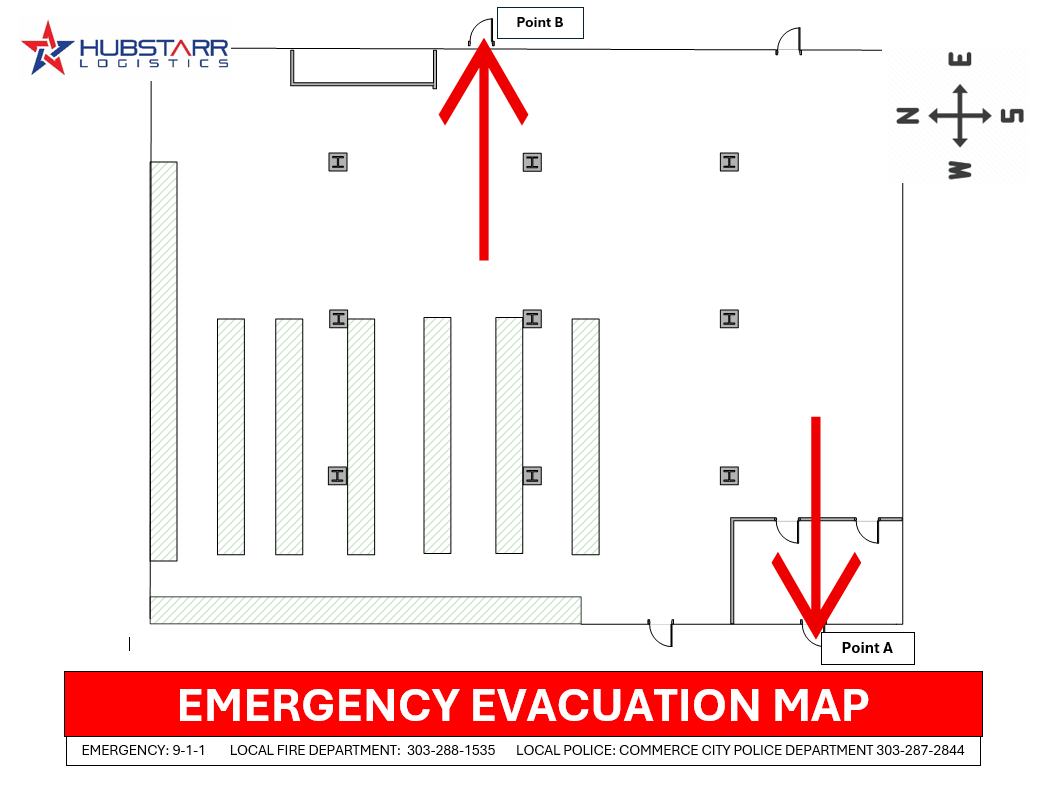 Point B
HUBSTARR
LOGISTICS
E
N S
W
I I I
I I I
I I I
Point A
EMERGENCY EVACUATION MAP
EMERGENCY: 9-1-1 LOCAL FIRE DEPARTMENT: 303-288-1535 LOCAL POLICE: COMMERCE CITY POLICE DEPARTMENT 303-287-2844